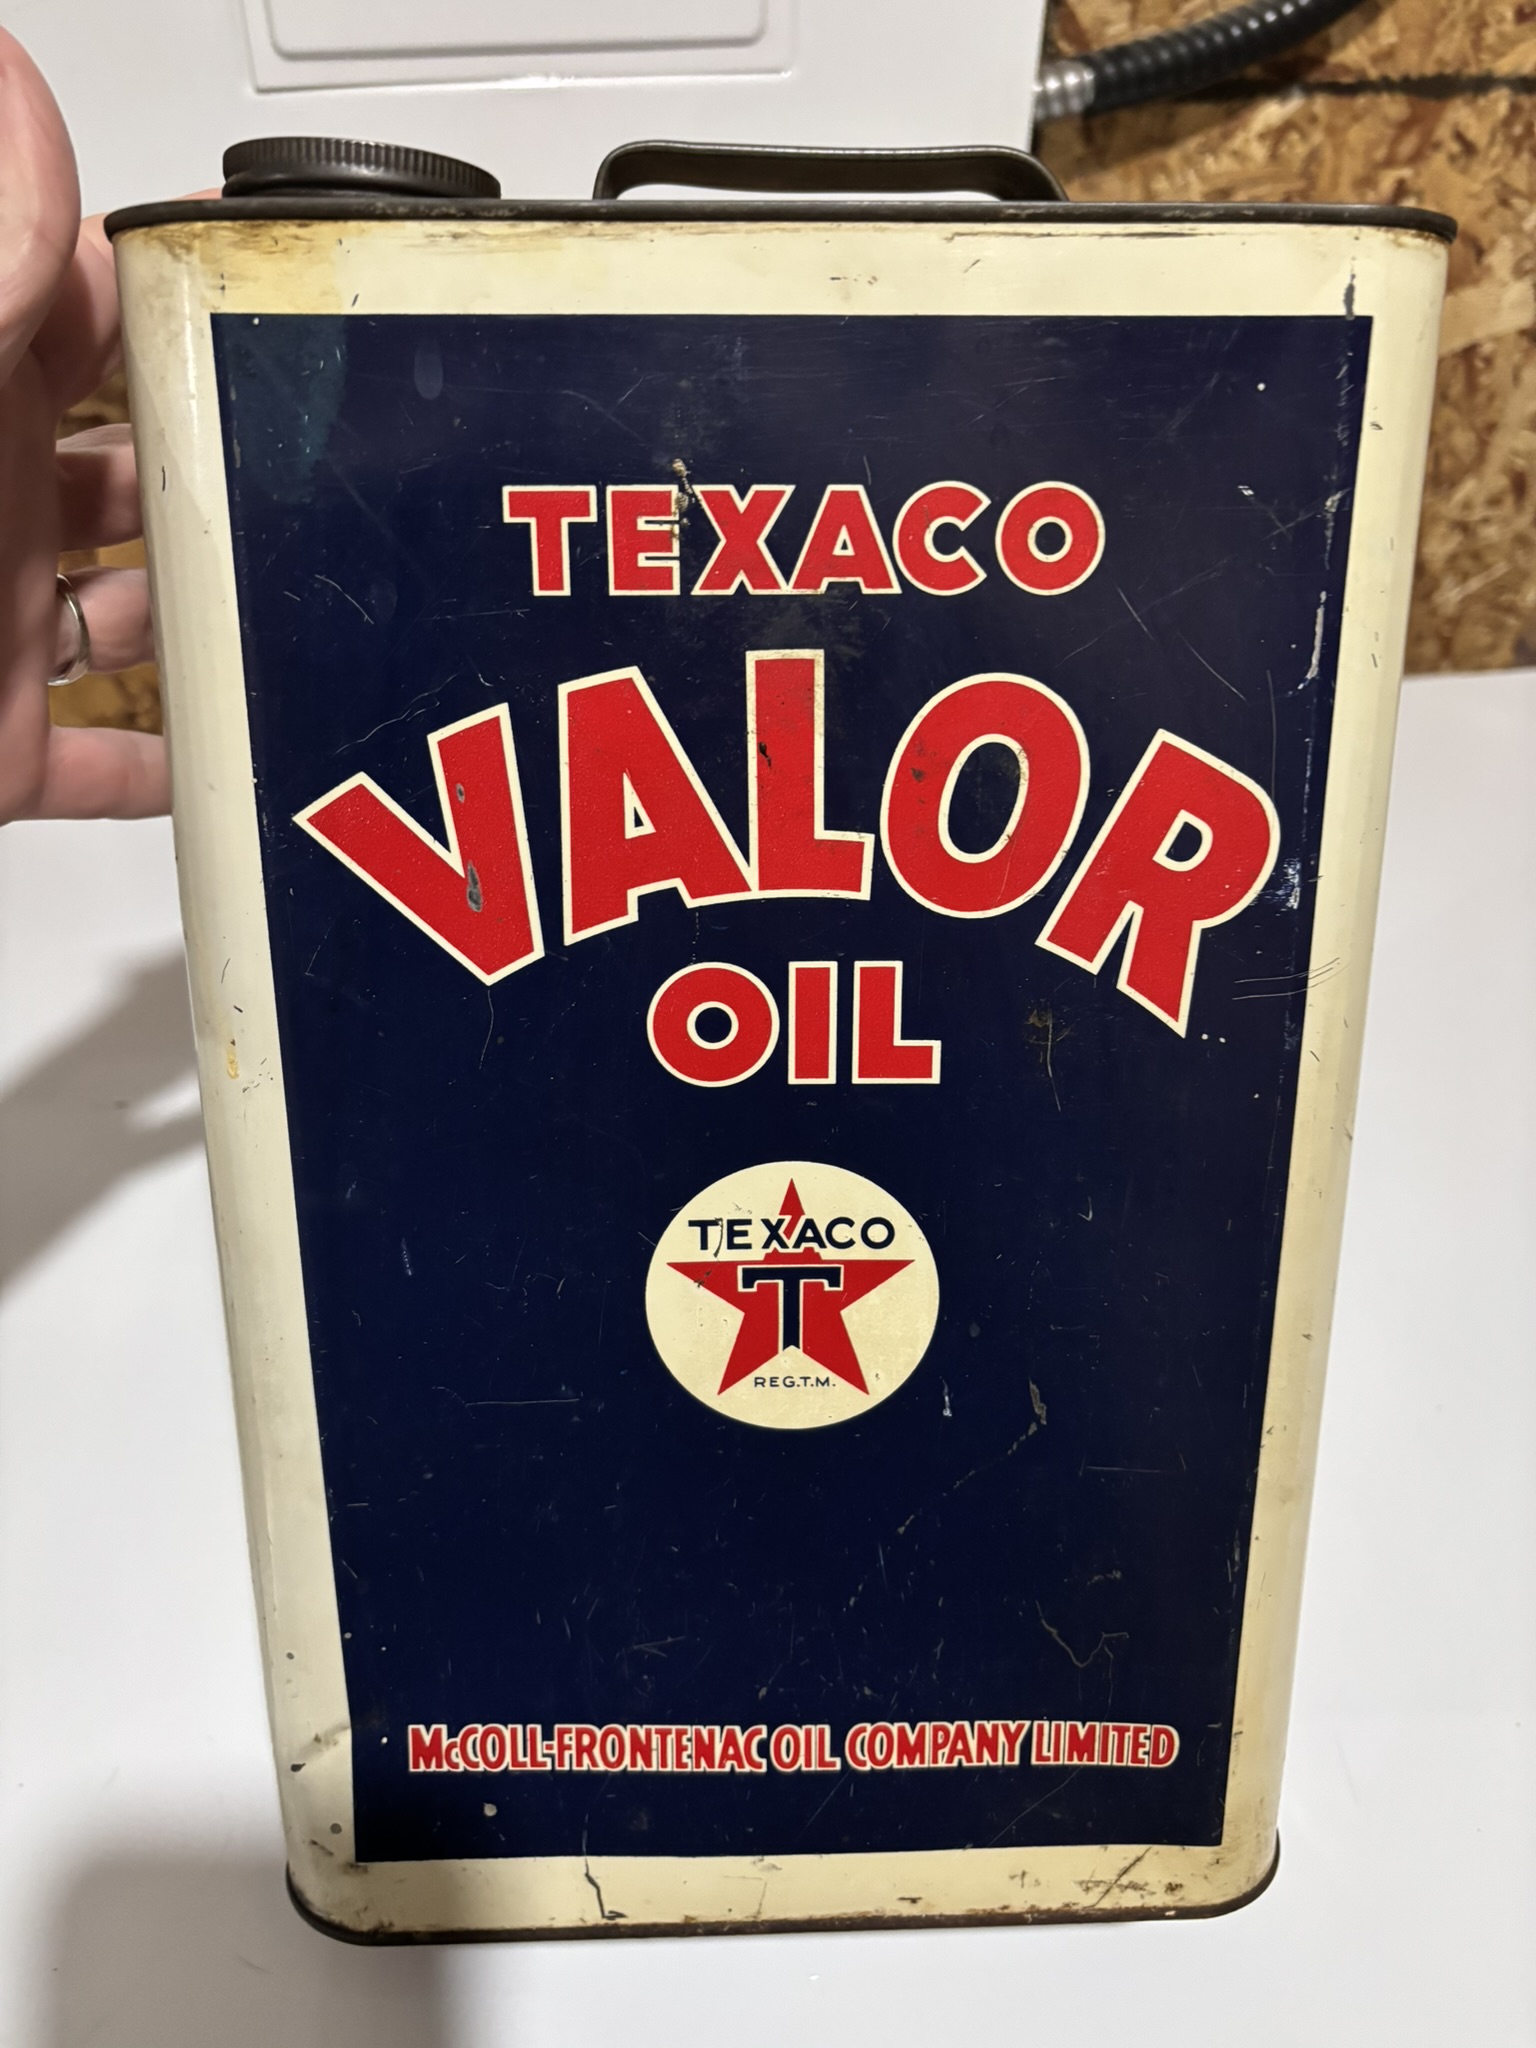 TEXACO
VALOR
OIL
TEXACO
T
REG.T.M.
McCOLL-FRONTENAC OIL COMPANY LIMITED